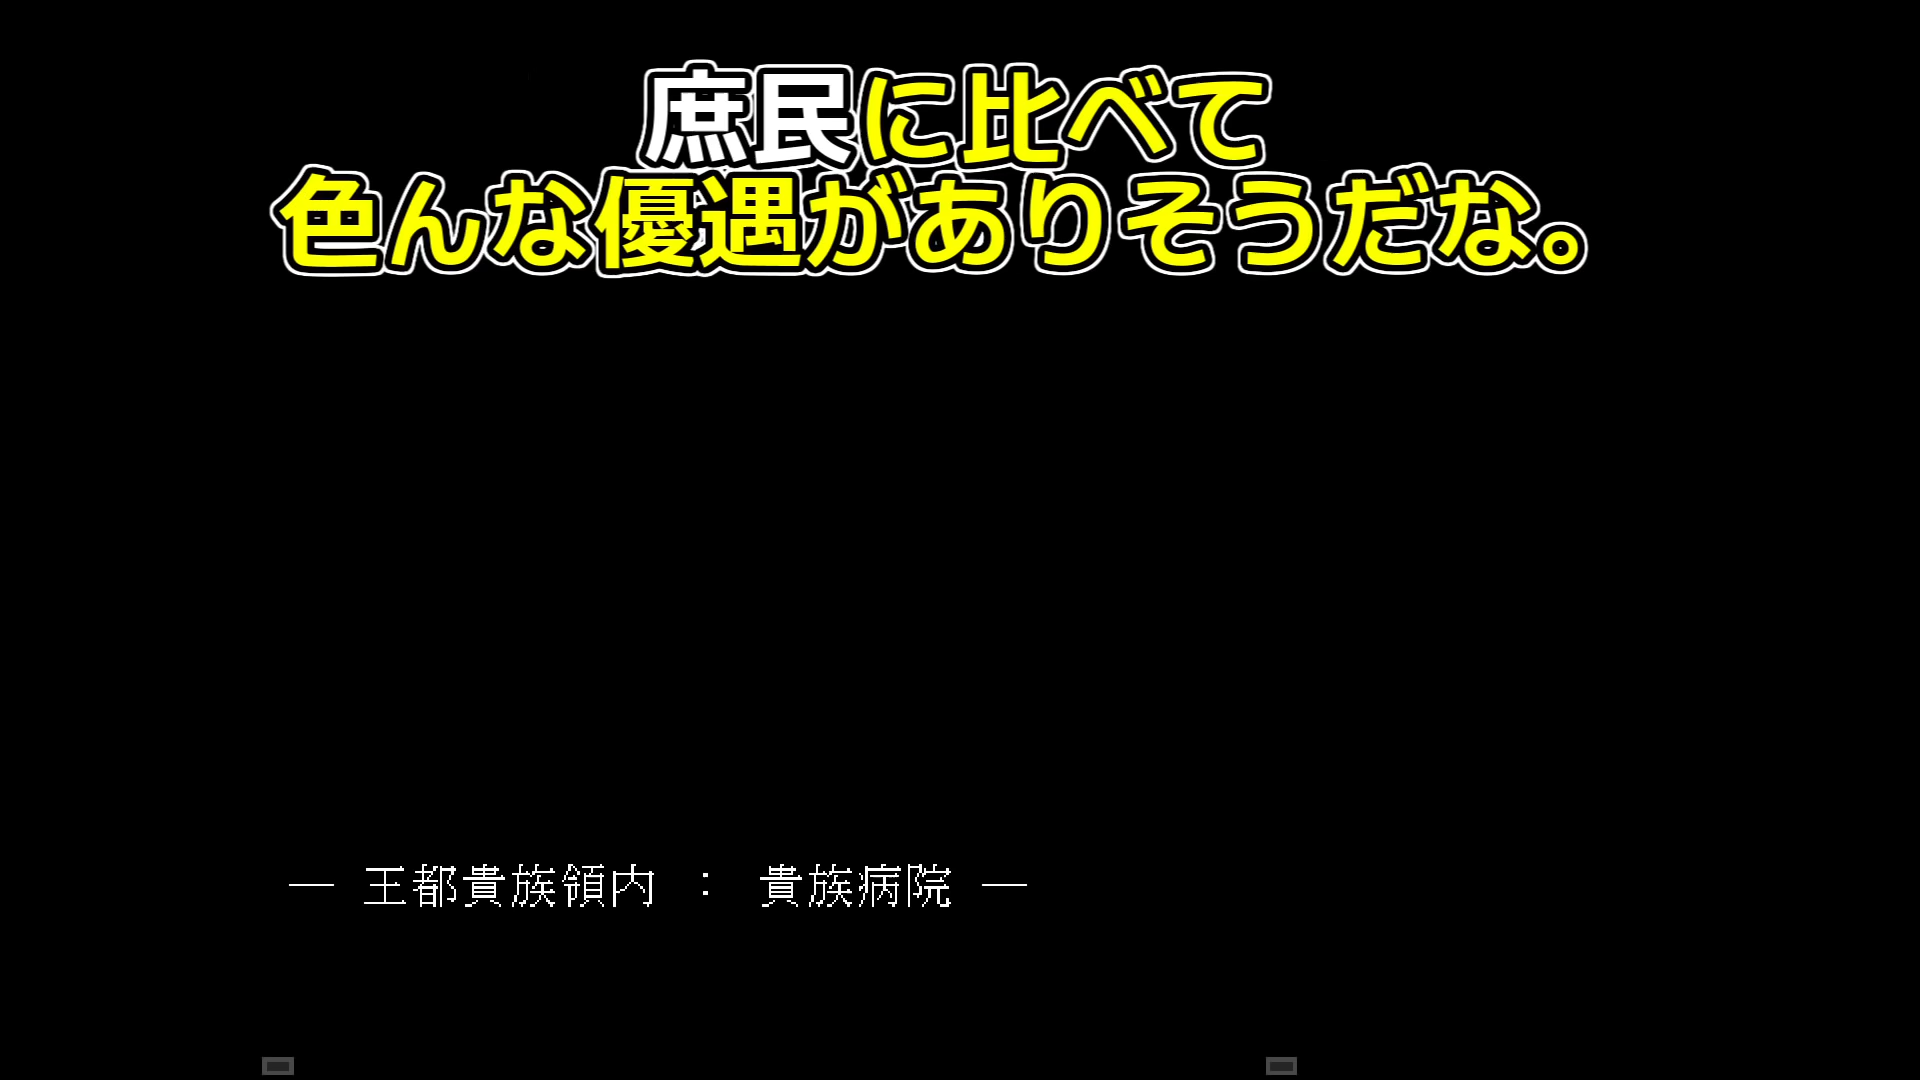 庶民に比べて
色んな優遇がありそうだな。
― 王都貴族領内 : 貴族病院 ―